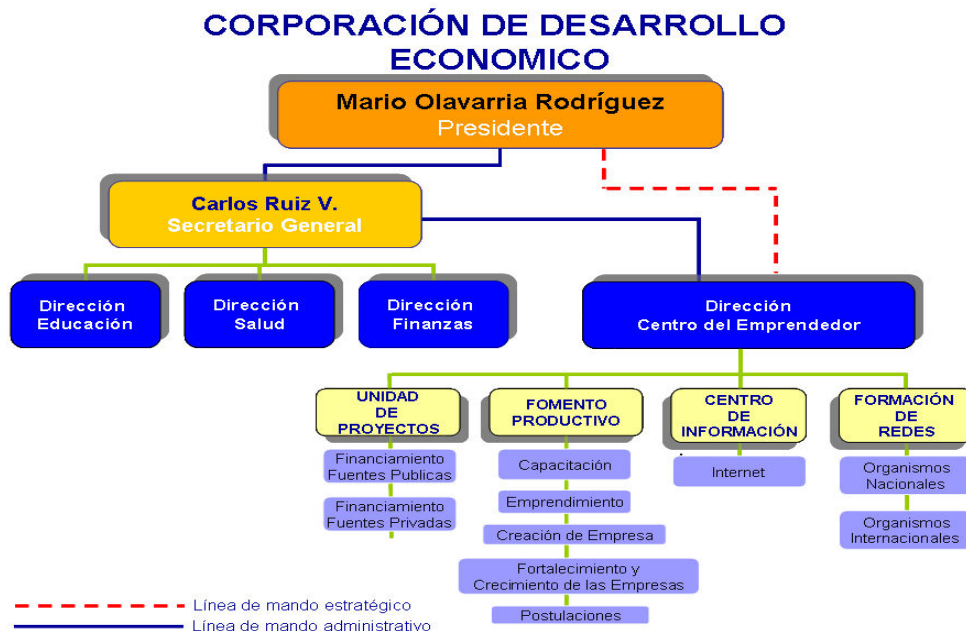 CORPORACIÓN DE DESARROLLO
ECONOMICO
Mario Olavarria Rodríguez
Presidente
Carlos Ruiz V.
Secretario General
Dirección
Educación
Dirección
Salud
Dirección
Finanzas
Dirección
Centro del Emprendedor
UNIDAD
DE
PROYECTOS
Financiamiento
Fuentes Publicas
Financiamiento
Fuentes Privadas
FOMENTO
PRODUCTIVO
Capacitación
Emprendimiento
Creación de Empresa
Fortalecimiento y
Crecimiento de las Empresas
Postulaciones
CENTRO
DE
INFORMACIÓN
Internet
FORMACIÓN
DE
REDES
Organismos
Nacionales
Organismos
Internacionales
Línea de mando estratégico
Línea de mando administrativo